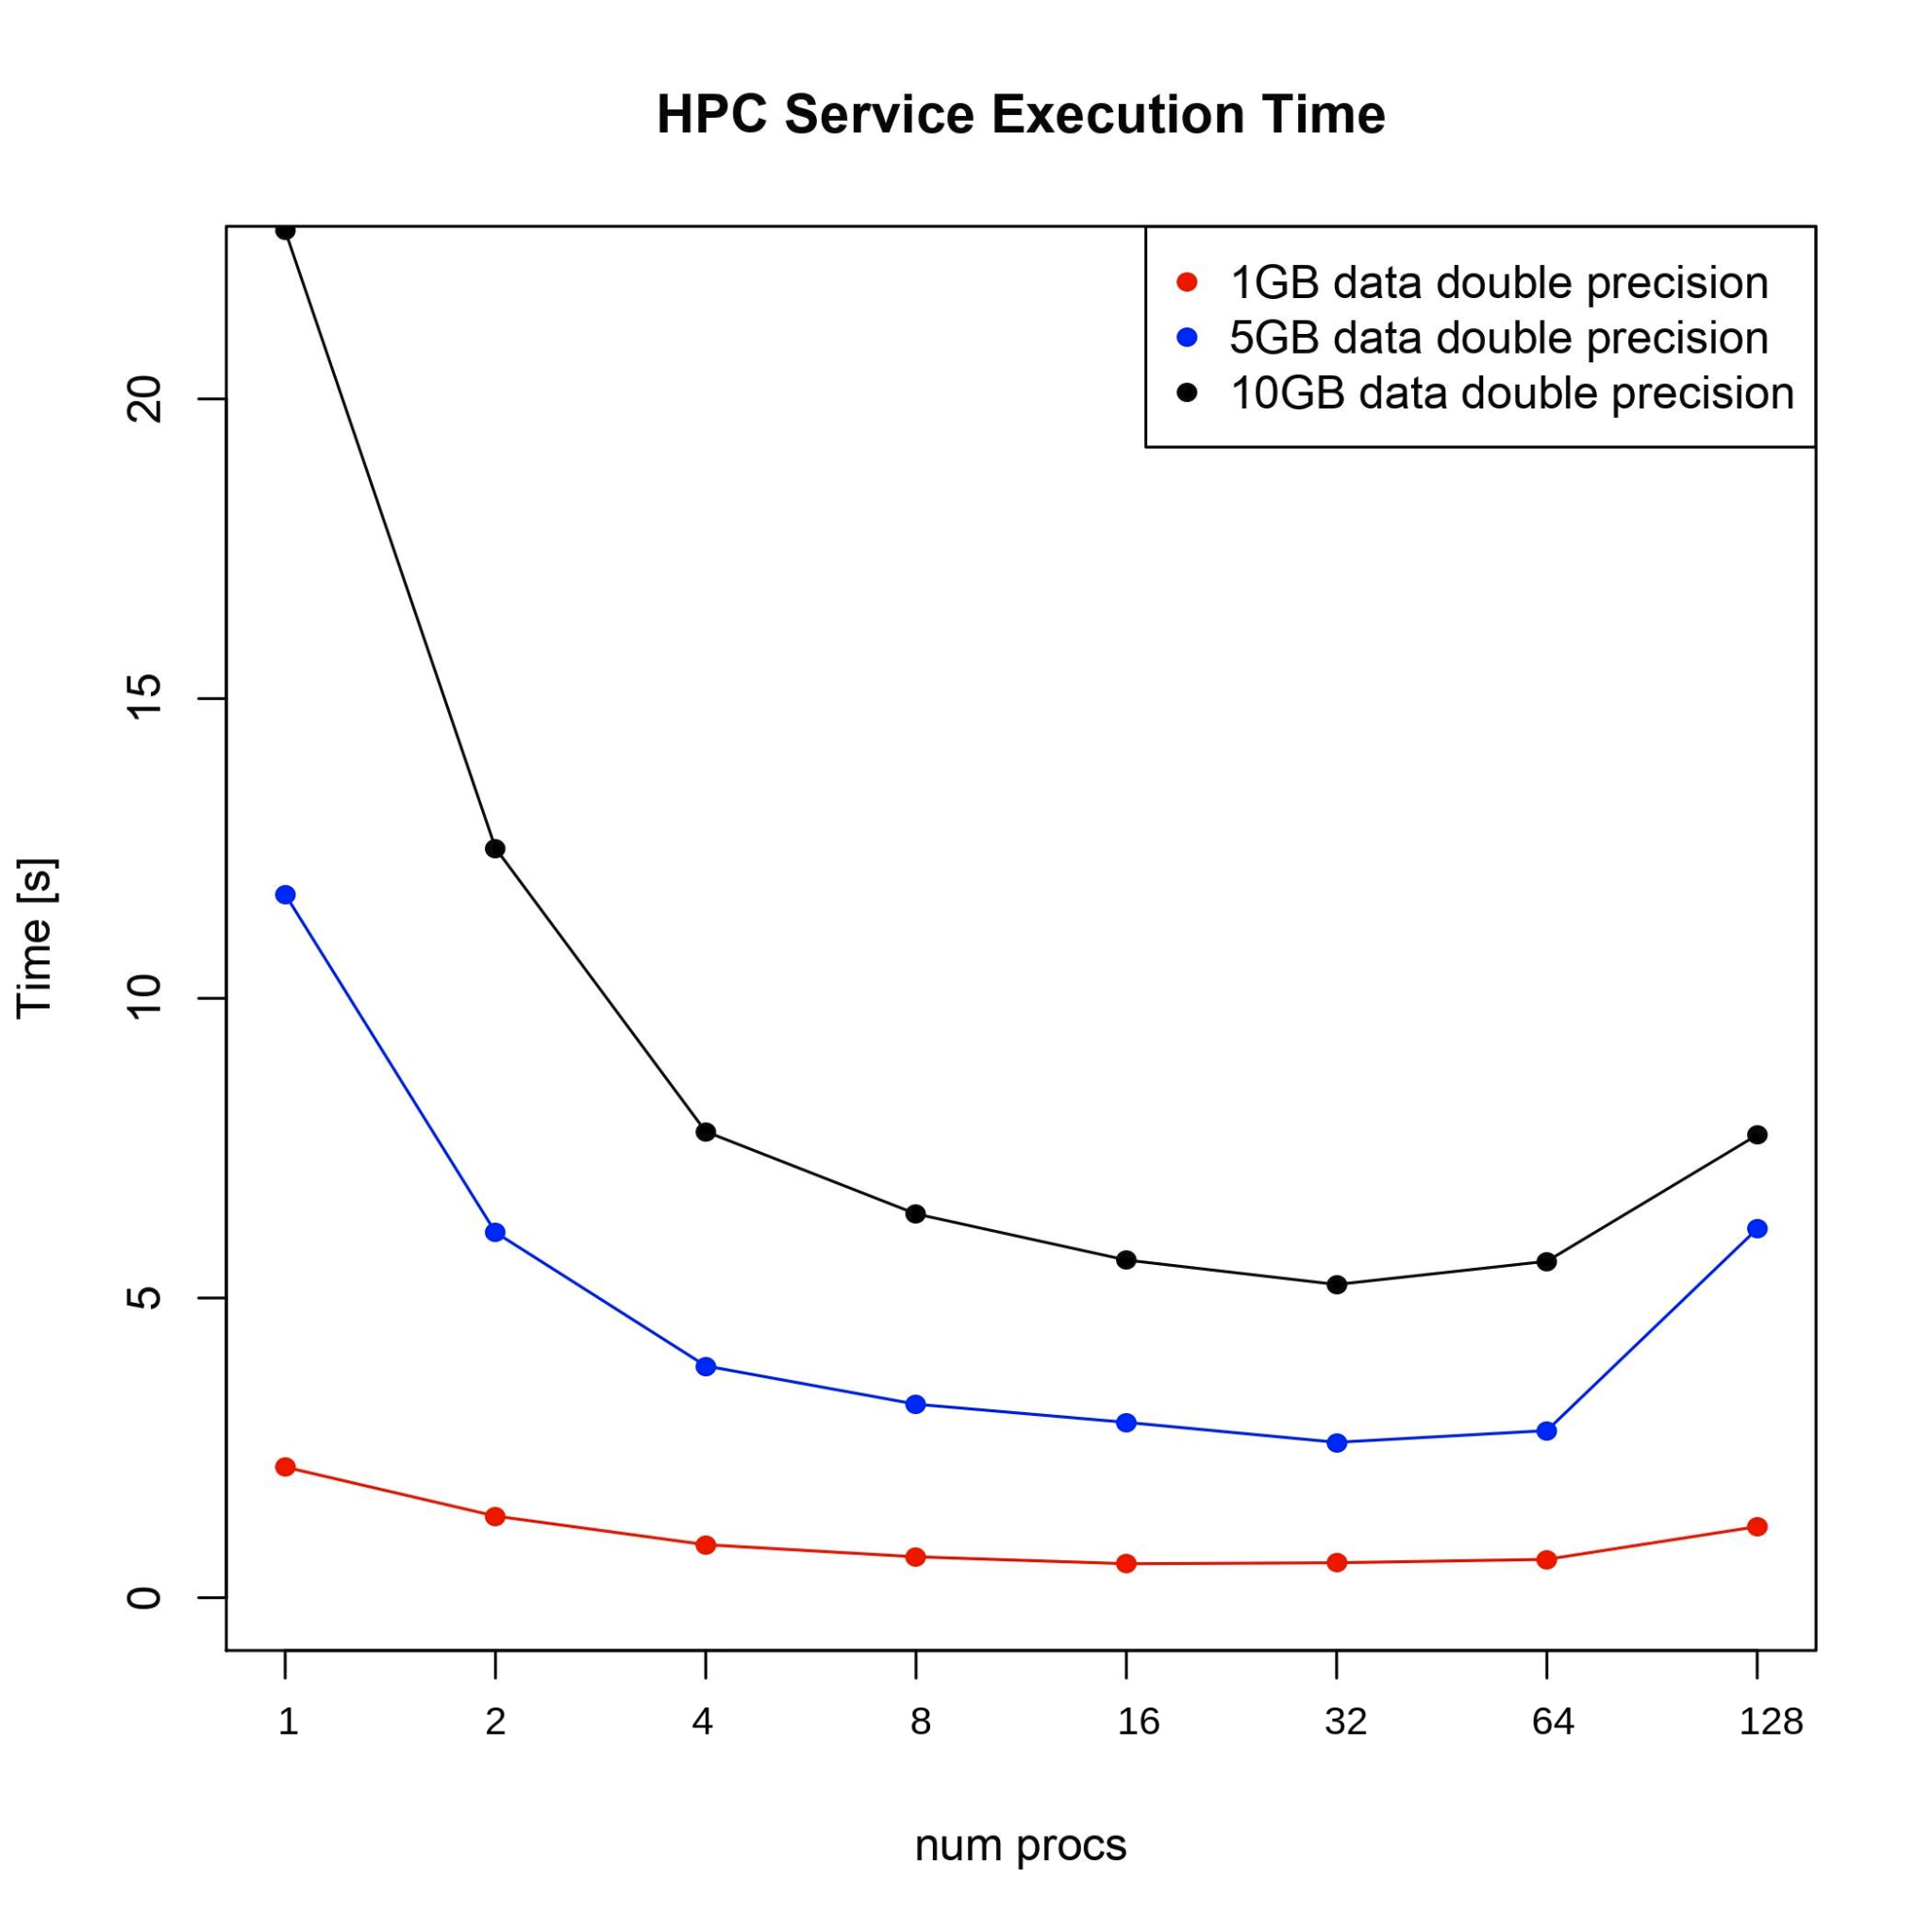 HPC Service Execution Time
1GB data double precision
5GB data double precision
10GB data double precision
20
15
10
5
0
Time [s]
1 2 4 8 16 32 64 128
num procs